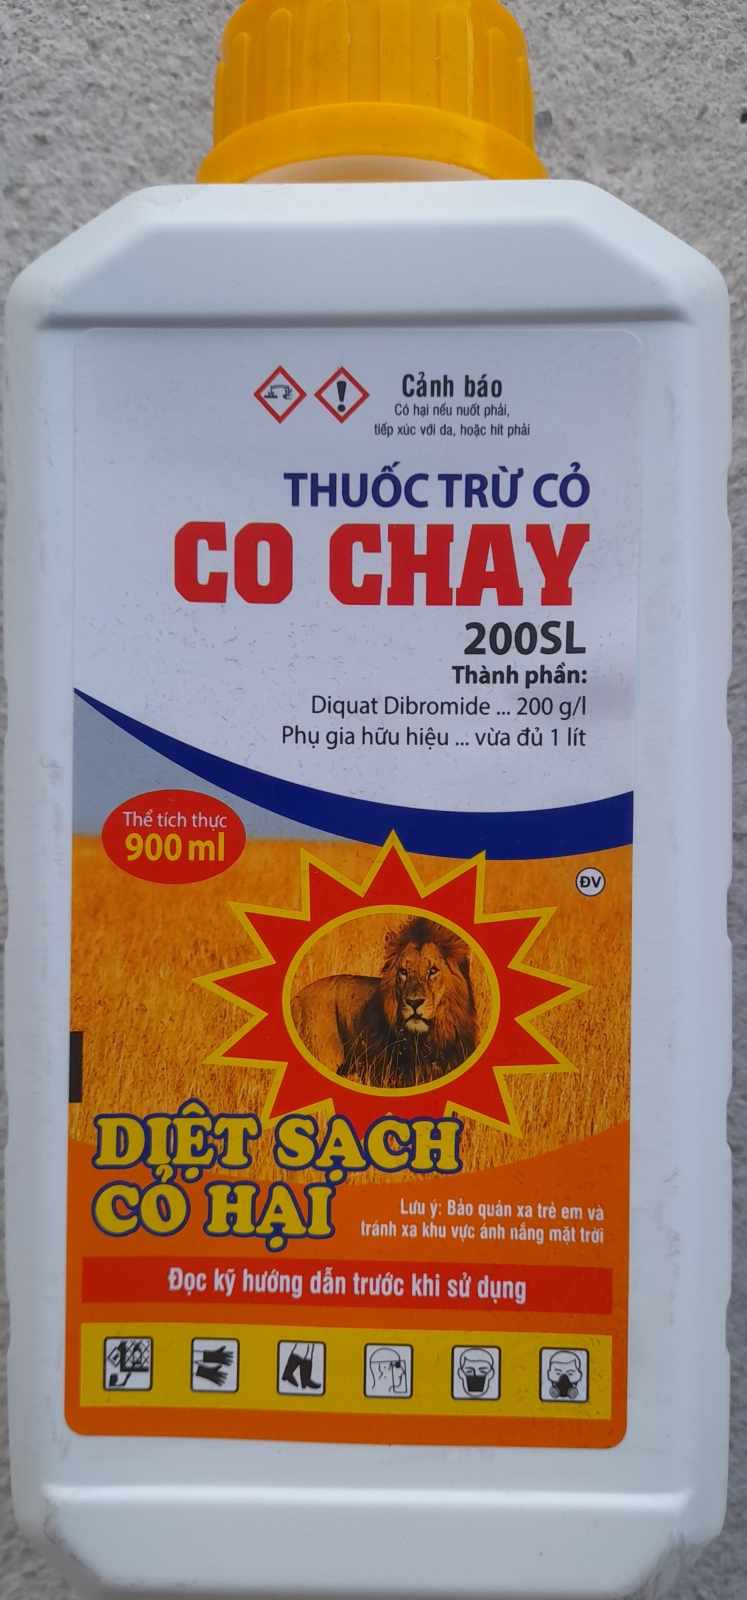 Cảnh báo
Có hại nếu nuốt phải,
tiếp xúc với da, hoặc hít phải
THUỐC TRỪ CỎ
CO CHAY
200SL
Thành phần:
Diquat Dibromide ... 200 g/l
Phụ gia hữu hiệu ... vừa đủ 1 lít
Thể tích thực
900 ml
ĐV
DIỆT SẠCH
CỎ HẠI
Lưu ý: Bảo quản xa trẻ em và
tránh xa khu vực ánh nắng mặt trời
Đọc kỹ hướng dẫn trước khi sử dụng